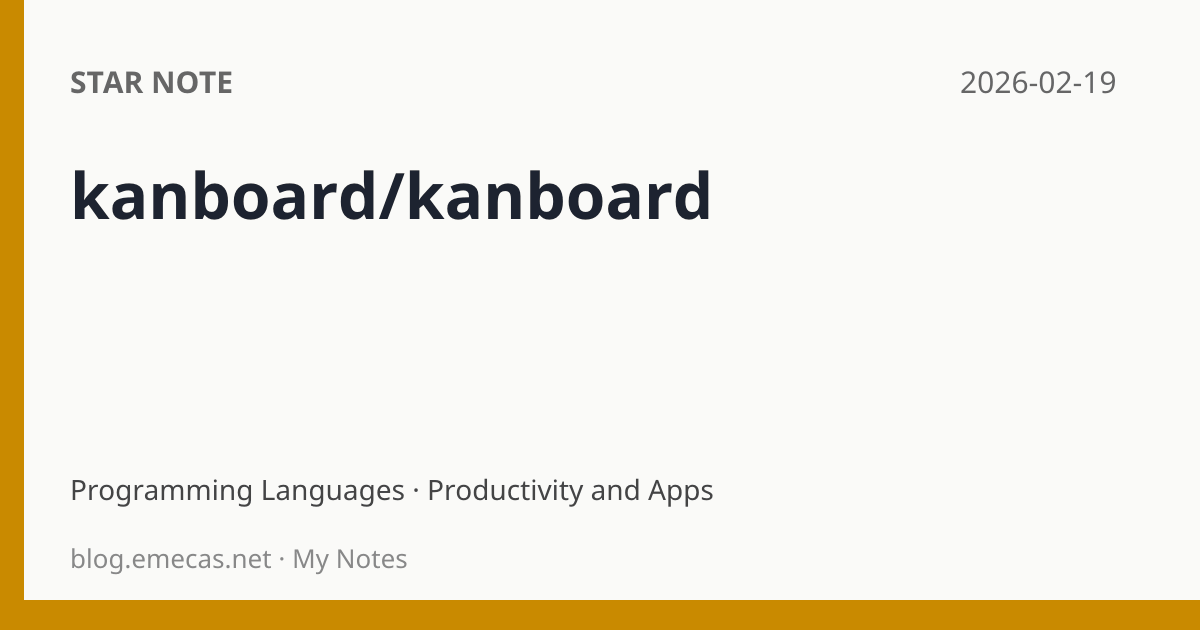 STAR NOTE
2026-02-19
kanboard/kanboard
Programming Languages · Productivity and Apps
blog.emecas.net · My Notes